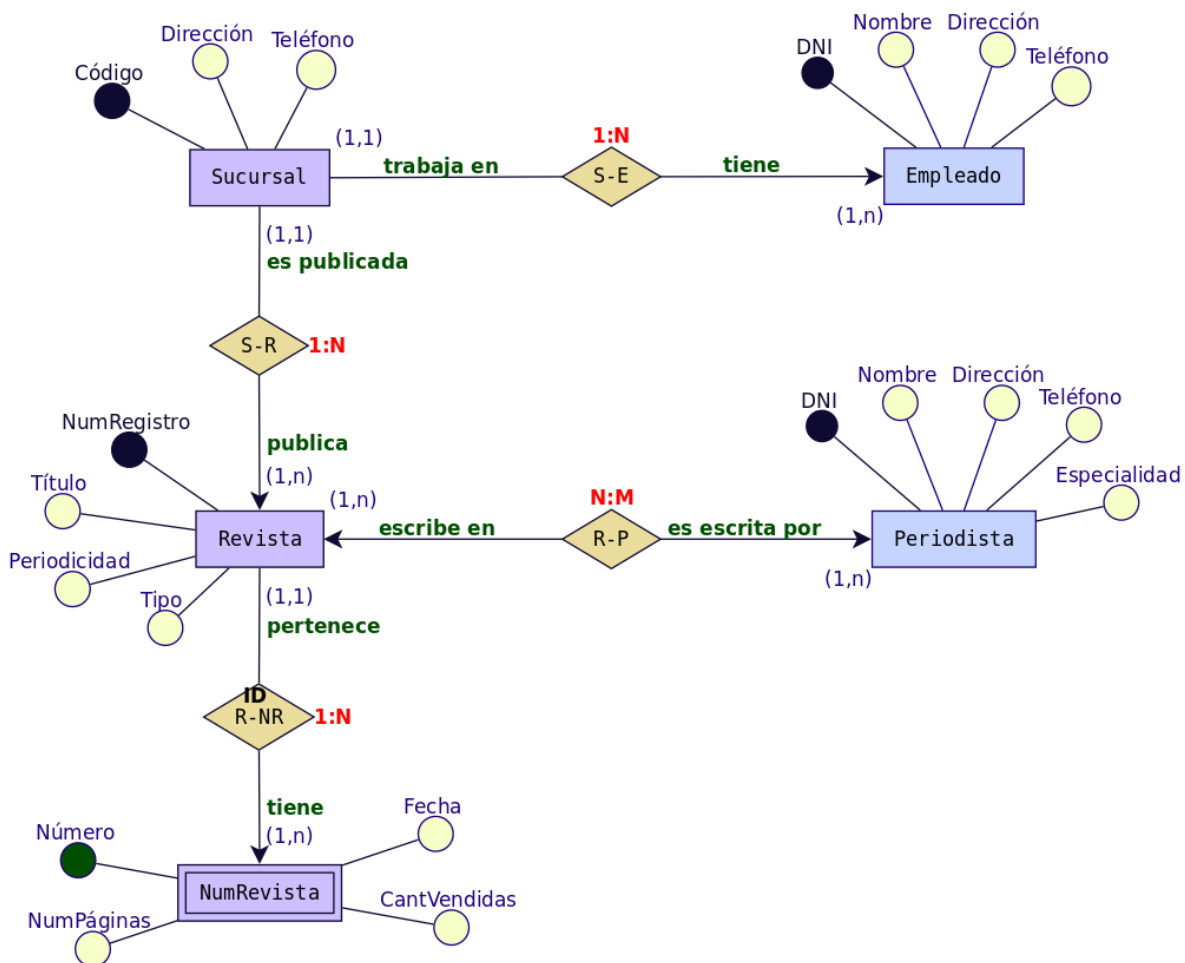 Dirección
Teléfono
Código
(1,1)
Sucursal
trabaja en
1:N
S-E
tiene
Nombre
Dirección
DNI
Teléfono
Empleado
(1,n)
(1,1)
es publicada
S-R
1:N
publica
(1,n)
NumRegistro
Título
Periodicidad
Tipo
Revista
(1,n)
escribe en
N:M
R-P
es escrita por
Nombre
Dirección
DNI
Teléfono
Especialidad
Periodista
(1,n)
(1,1)
pertenece
ID
R-NR
1:N
tiene
(1,n)
Número
Fecha
NumRevista
NumPáginas
CantVendidas